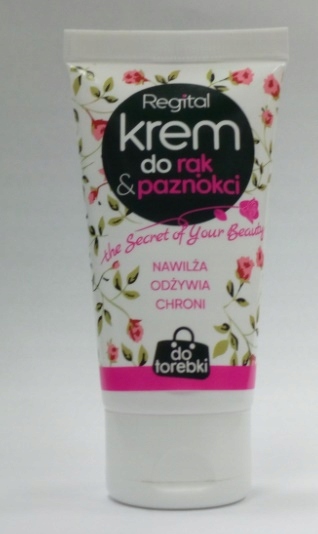 Regital
krem
do rąk
& paznokci
the Secret of Your Beauty
NAWILŻA
ODŻYWIA
CHRONI
do
torebki